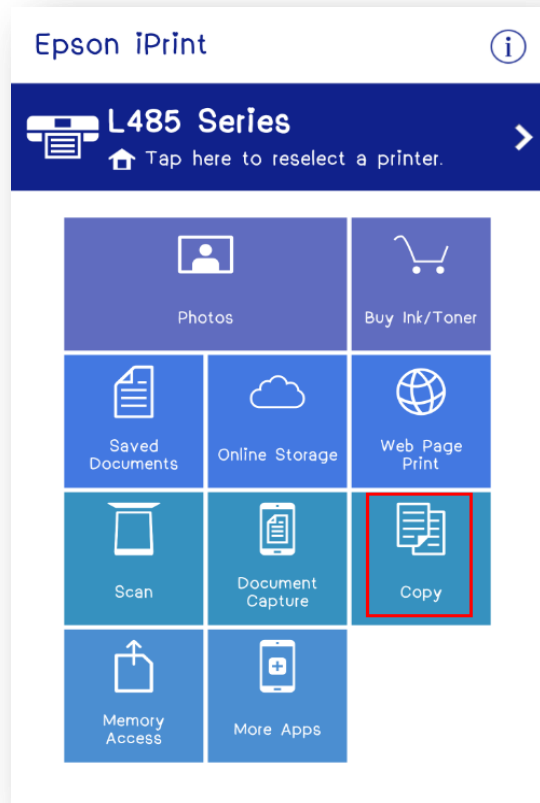 Epson iPrint
i
L485 Series
Tap here to reselect a printer.
Photos
Buy Ink/Toner
Saved
Documents
Online Storage
Web Page
Print
Scan
Document
Capture
Copy
Memory
Access
More Apps